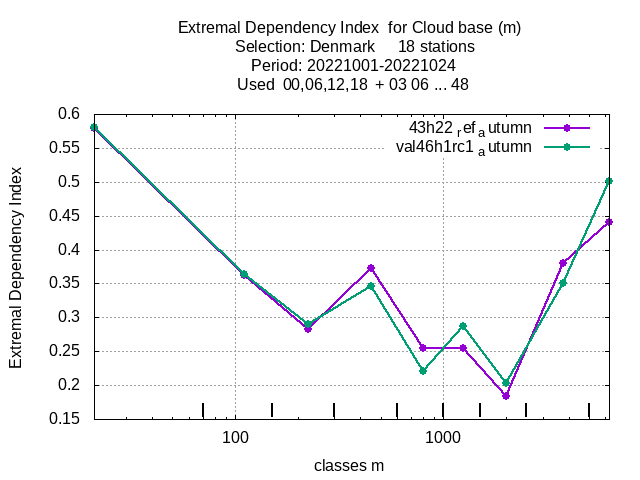 Extremal Dependency Index for Cloud base (m)
Selection: Denmark 18 stations
Period: 20221001-20221024
Used 00,06,12,18 + 03 06 ... 48
43h22 ref autumn
val46h1rc1 autumn
Extremal Dependency Index
0.6
0.55
0.5
0.45
0.4
0.35
0.3
0.25
0.2
0.15
100
1000
classes m